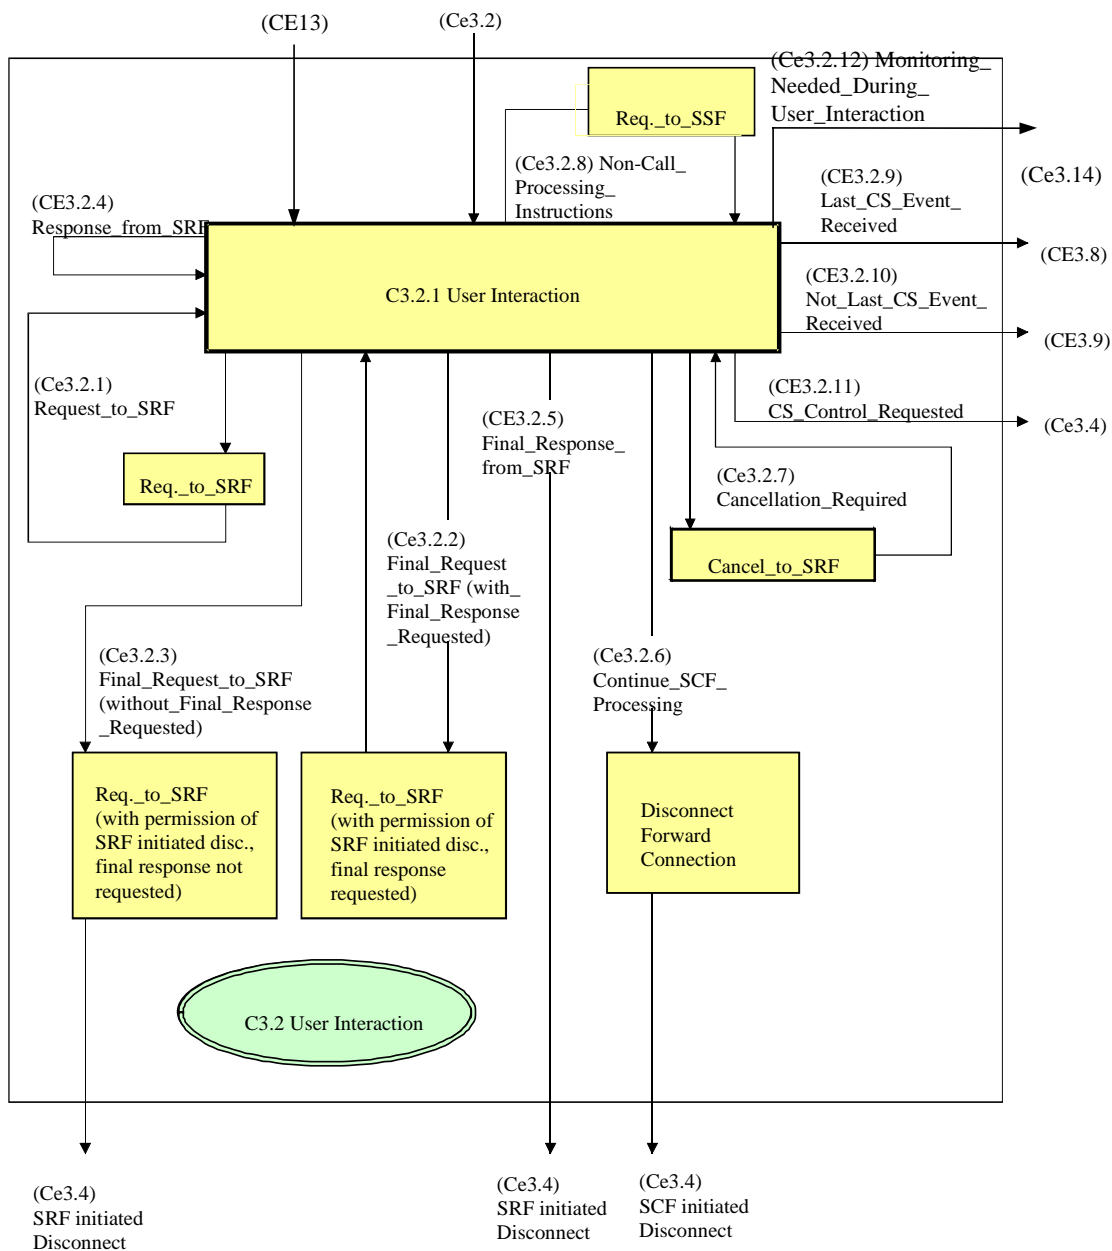 (CE13)
(Ce3.2)
(Ce3.2.12) Monitoring_
Needed_During_
User_Interaction
Req._to_SSF
(Ce3.14)
(Ce3.2.8) Non-Call_
Processing_
Instructions
(CE3.2.9)
Last_CS_Event_
Received
(CE3.2.4)
Response_from_SRF
(CE3.8)
C3.2.1 User Interaction
(CE3.2.10)
Not_Last_CS_Event_
Received
(CE3.9)
(Ce3.2.1)
Request_to_SRF
(CE3.2.11)
CS_Control_Requested
(Ce3.4)
(CE3.2.5)
Final_Response_
from_SRF
Req._to_SRF
(Ce3.2.7)
Cancellation_Required
(Ce3.2.2)
Final_Request
_to_SRF (with_
Final_Response
_Requested)
Cancel_to_SRF
(Ce3.2.3)
Final_Request_to_SRF
(without_Final_Response
_Requested)
(Ce3.2.6)
Continue_SCF_
Processing
Req._to_SRF
(with permission of
SRF initiated disc.,
final response not
requested)
Req._to_SRF
(with permission of
SRF initiated disc.,
final response
requested)
Disconnect
Forward
Connection
C3.2 User Interaction
(Ce3.4)
SRF initiated
Disconnect
(Ce3.4)
SRF initiated
Disconnect
(Ce3.4)
SCF initiated
Disconnect